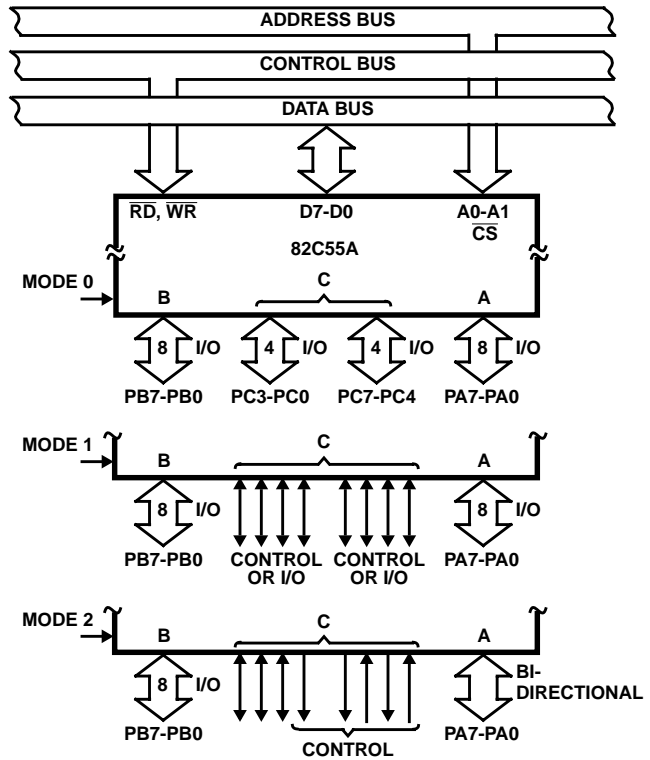 ADDRESS BUS
CONTROL BUS
DATA BUS
RD, WR D7-D0 A0-A1
CS
82C55A
MODE 0
B C A
8 I/O 4 I/O 4 I/O 8 I/O
PB7-PB0 PC3-PC0 PC7-PC4 PA7-PA0
MODE 1
B C A
8 I/O 8 I/O
PB7-PB0 CONTROL OR I/O CONTROL OR I/O PA7-PA0
MODE 2
B C A
8 I/O BI-
DIRECTIONAL
PB7-PB0 CONTROL PA7-PA0